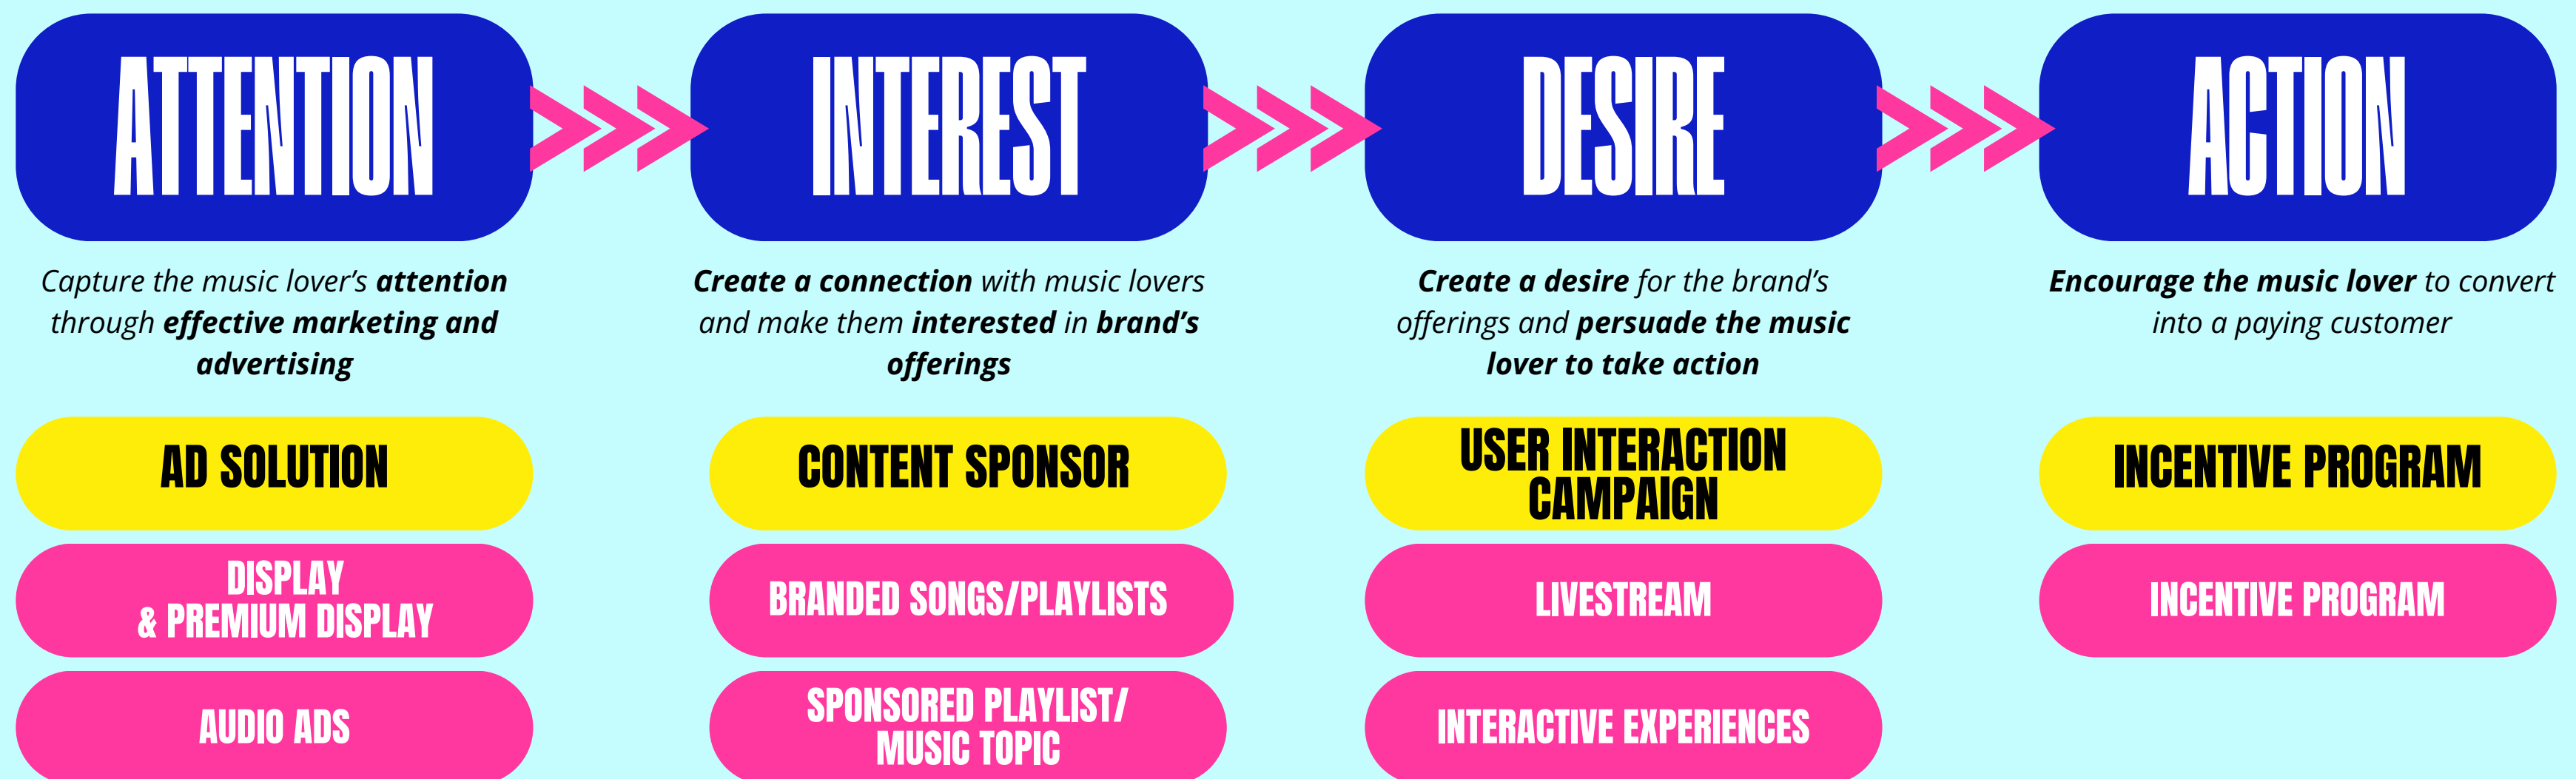 ATTENTION
INTEREST
DESIRE
ACTION
Capture the music lover's attention
through effective marketing and
advertising
Create a connection with music lovers
and make them interested in brand's
offerings
Create a desire for the brand's
offerings and persuade the music
lover to take action
Encourage the music lover to convert
into a paying customer
AD SOLUTION
CONTENT SPONSOR
USER INTERACTION
CAMPAIGN
INCENTIVE PROGRAM
DISPLAY
& PREMIUM DISPLAY
BRANDED SONGS/PLAYLISTS
LIVESTREAM
INCENTIVE PROGRAM
AUDIO ADS
SPONSORED PLAYLIST/
MUSIC TOPIC
INTERACTIVE EXPERIENCES